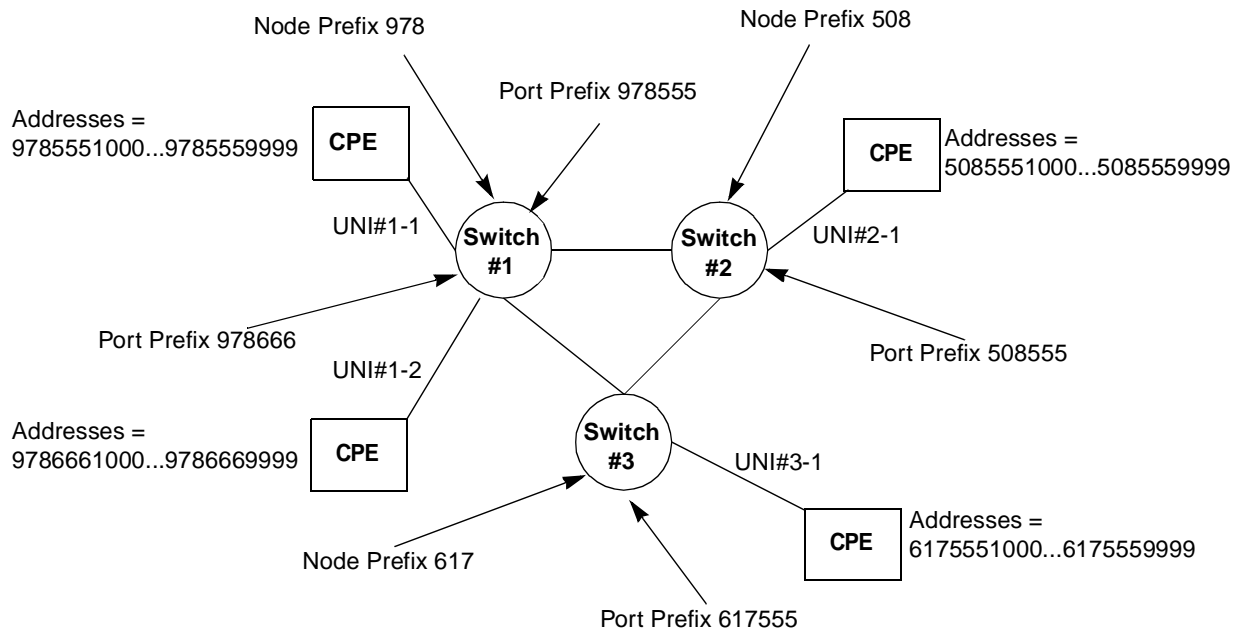 Node Prefix 978
Node Prefix 508
Port Prefix 978555
Addresses =
9785551000...9785559999
CPE
CPE
Addresses =
5085551000...5085559999
UNI#1-1
Switch
#1
Switch
#2
UNI#2-1
Port Prefix 978666
Port Prefix 508555
UNI#1-2
Addresses =
9786661000...9786669999
CPE
Switch
#3
UNI#3-1
CPE
Addresses =
6175551000...6175559999
Node Prefix 617
Port Prefix 617555